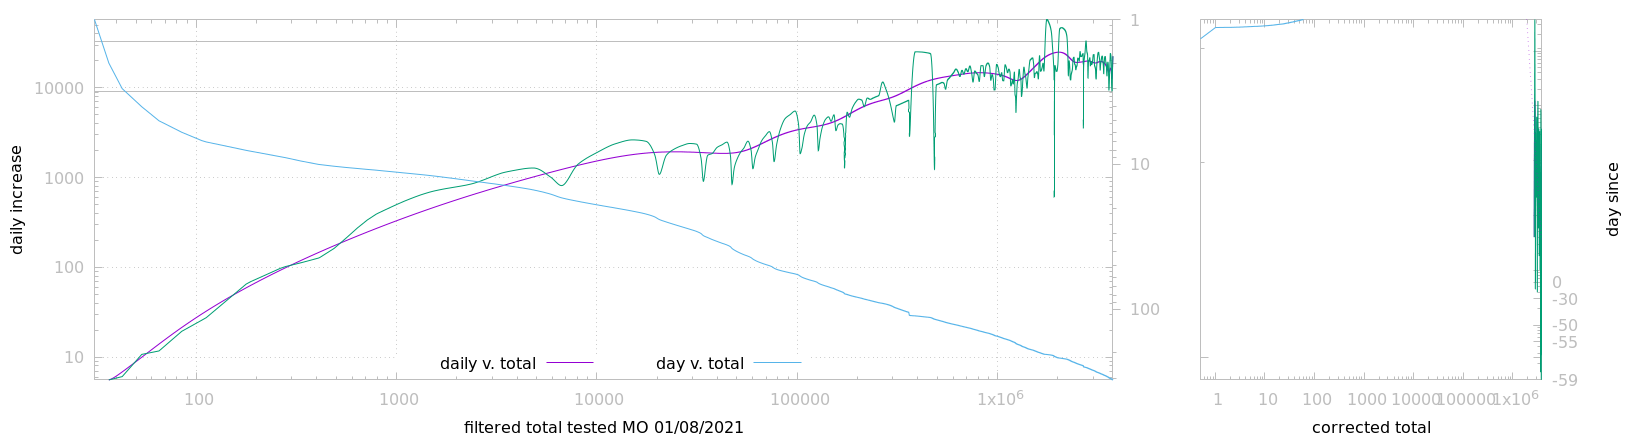 daily increase
10000
1000
100
10
100
1000
10000
100000
1x10^6
filtered total tested MO 01/08/2021
daily v. total
day v. total
1
10
100
1
10
100
1000
10000
100000
1x10^6
corrected total
0
-30
-50
-55
-59
day since